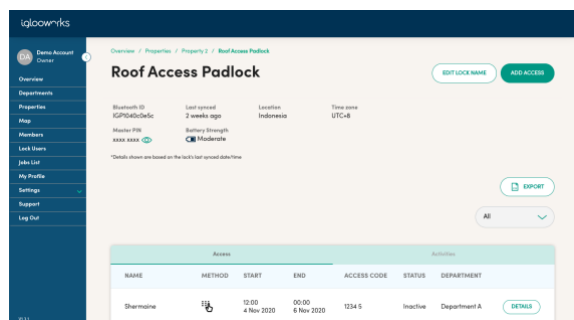 iglooworks
DA
Demo Account
Owner
Overview
Departments
Properties
Map
Members
Lock Users
Jobs List
My Profile
Settings
Support
Log Out
Overview / Properties / Property 2 / Roof Access Padlock
Roof Access Padlock
EDIT LOCK NAME
ADD ACCESS
Bluetooth ID
Last synced
Location
Time zone
IGP1040c0e5c
2 weeks ago
Indonesia
UTC+8
Master PIN
Battery Strength
xxxx xxxx
Moderate
*Details shown are based on the lock's last synced date/time
EXPORT
All
Access
Activities
NAME METHOD START END ACCESS CODE STATUS DEPARTMENT
12:00 00:00
Shermaine 1234 5 Inactive Department A DETAILS
4 Nov 2020 6 Nov 2020